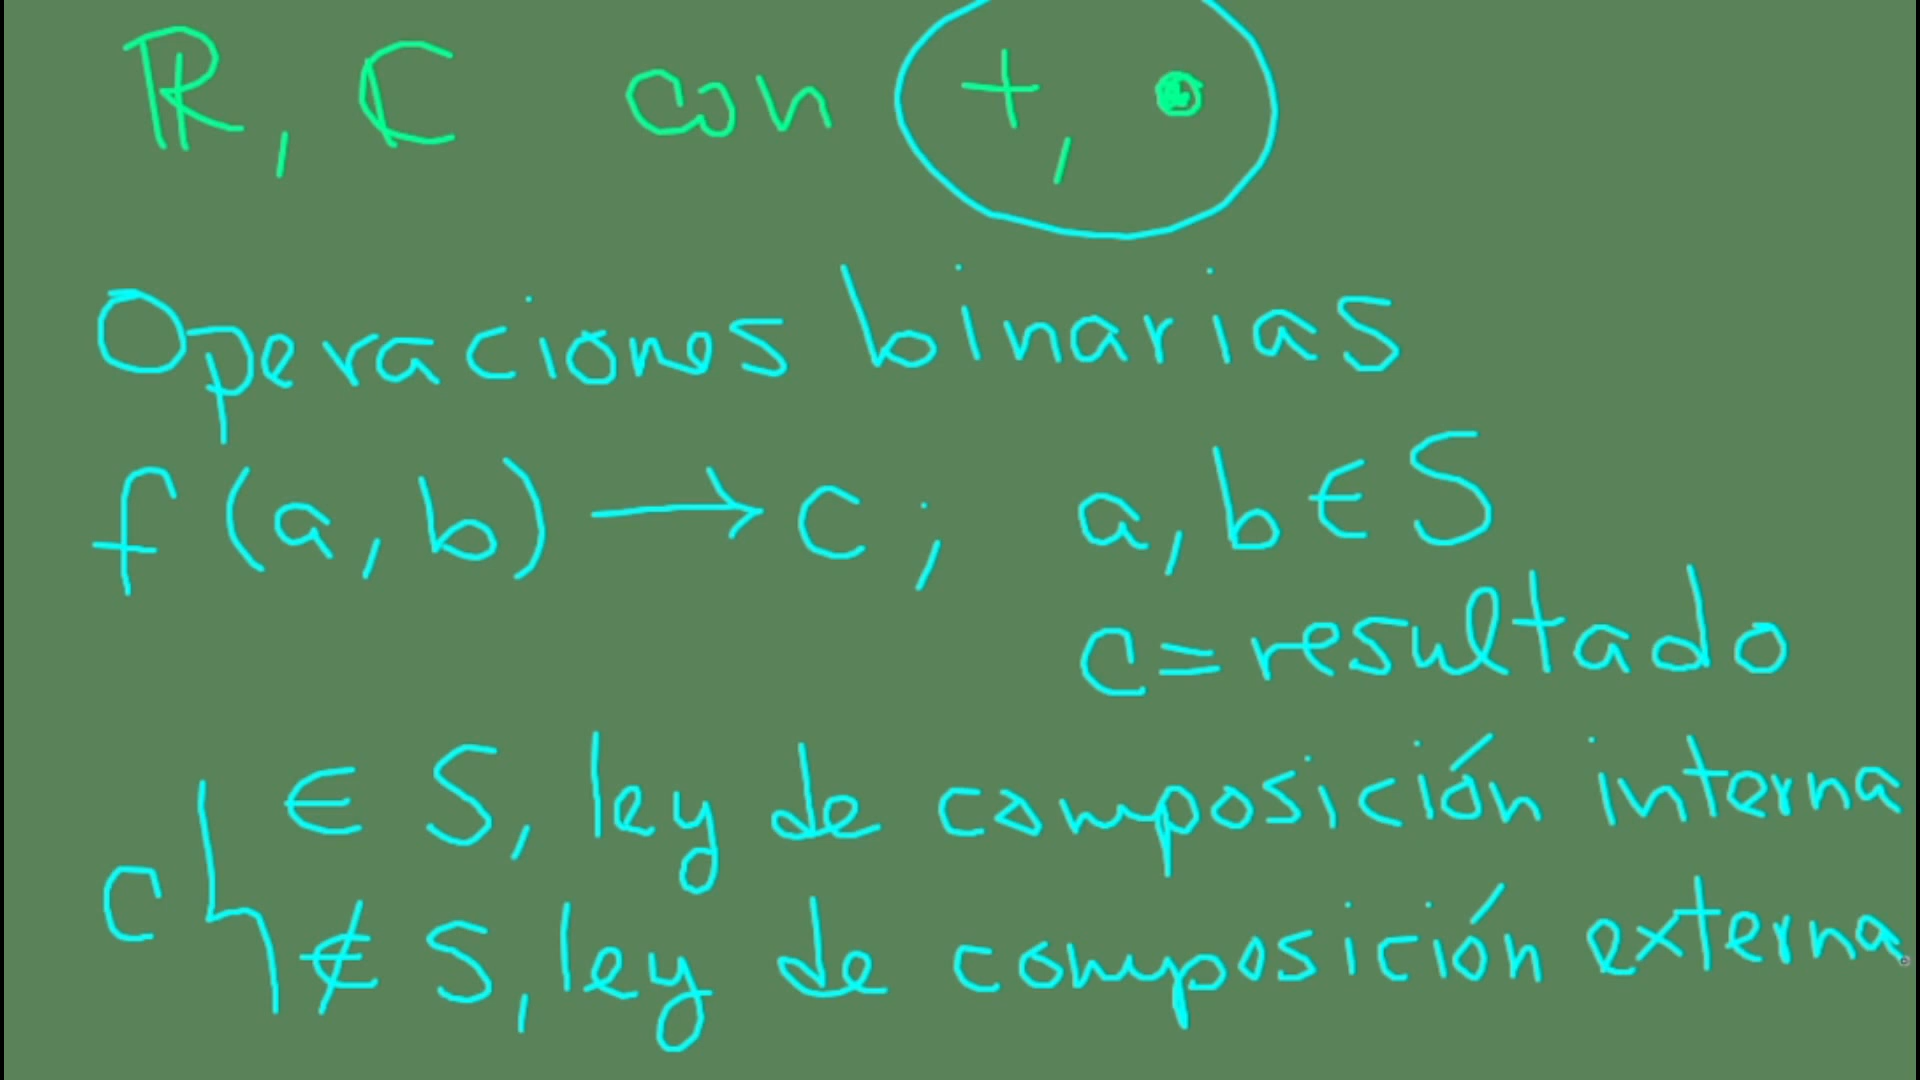 ℝ, ℂ con +, •
Operaciones binarias
f(a,b) → c; a,b ∈ S
c = resultado
c { ∈ S, ley de composición interna
∉ S, ley de composición externa